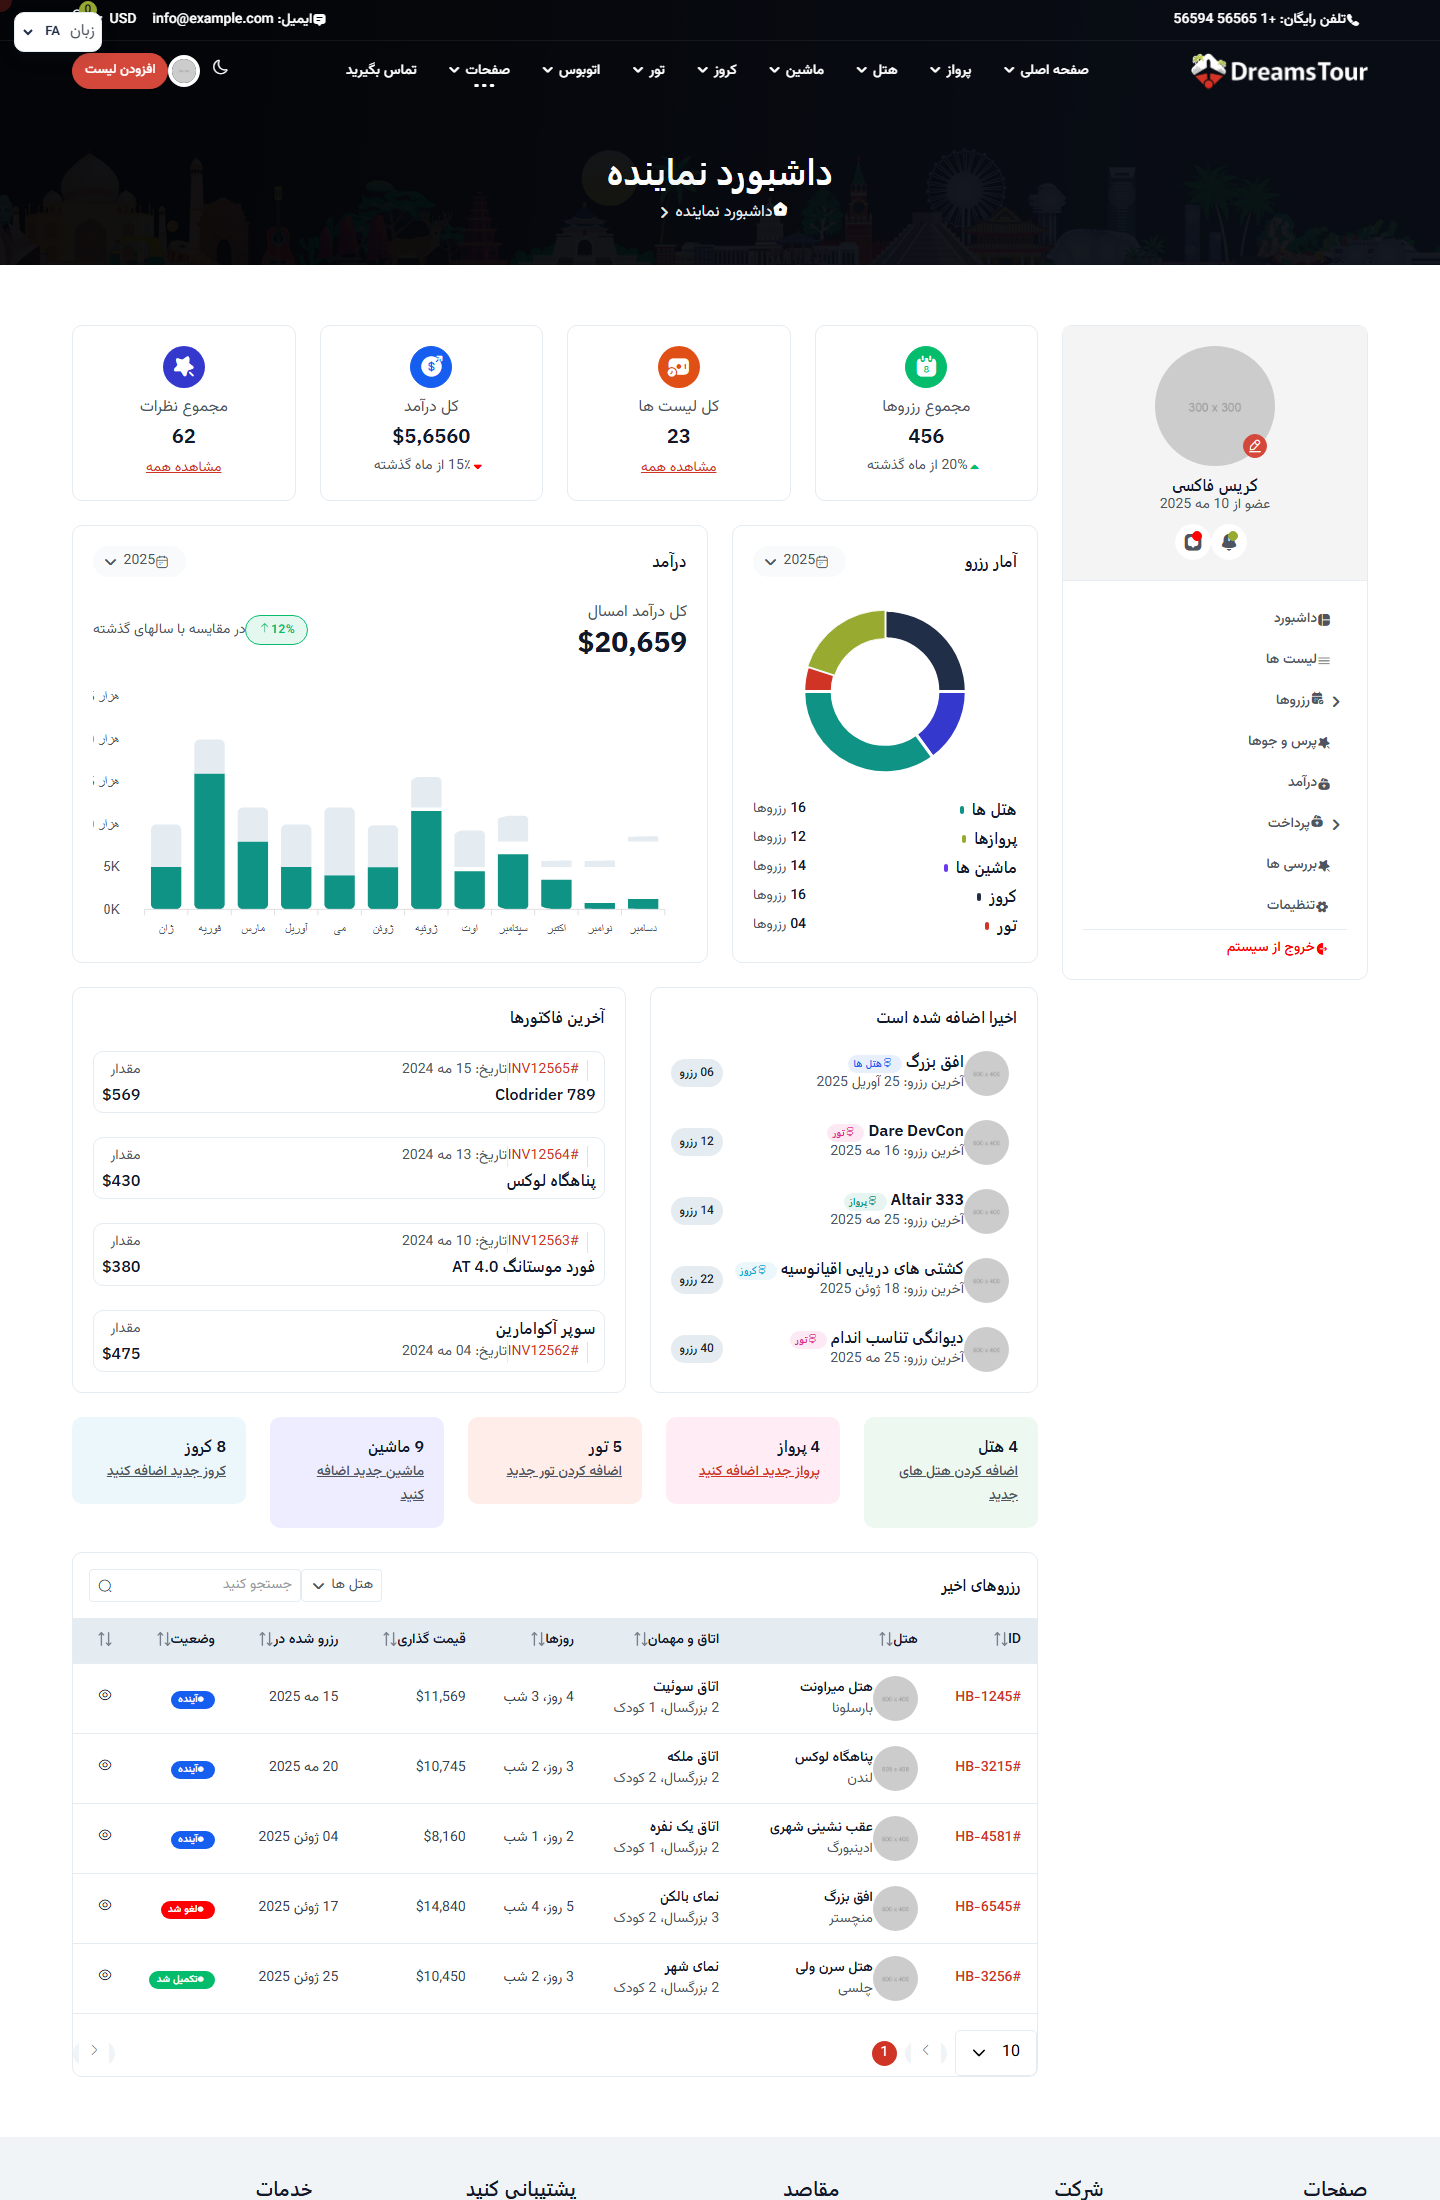 تلفن رایگان: +1 56565 56594
ایمیل: info@example.com
USD
0
زبان FA
DreamsTour
صفحه اصلی
پرواز
هتل
ماشین
کروز
تور
اتوبوس
صفحات
تماس بگیرید
افزودن لیست
داشبورد نماینده
داشبورد نماینده
300 x 300
کریس فاکسی
عضو از 10 مه 2025
داشبورد
لیست ها
رزروها
پرس و جوها
درآمد
پرداخت
بررسی ها
تنظیمات
خروج از سیستم
مجموع رزروها
456
20% از ماه گذشته
کل لیست ها
23
مشاهده همه
کل درآمد
$5,6560
15٪ از ماه گذشته
مجموع نظرات
62
مشاهده همه
آمار رزرو
2025
هتل ها
16 رزروها
پروازها
12 رزروها
ماشین ها
14 رزروها
کروز
16 رزروها
تور
04 رزروها
درآمد
2025
کل درآمد امسال
$20,659
12%
در مقایسه با سالهای گذشته
هزار
هزار
هزار
هزار
5K
0K
ژان
فوریه
مارس
آوریل
می
ژوئن
ژوئیه
اوت
سپتامبر
اکتبر
نوامبر
دسامبر
اخیرا اضافه شده است
افق بزرگ هتل ها
آخرین رزرو: 25 آوریل 2025
06 رزرو
Dare DevCon تور
آخرین رزرو: 16 مه 2025
12 رزرو
Altair 333 پرواز
آخرین رزرو: 25 مه 2025
14 رزرو
کشتی های دریایی اقیانوسیه کروز
آخرین رزرو: 18 ژوئن 2025
22 رزرو
دیوانگی تناسب اندام تور
آخرین رزرو: 25 مه 2025
40 رزرو
آخرین فاکتورها
#INV12565 تاریخ: 15 مه 2024
مقدار
Clodrider 789
$569
#INV12564 تاریخ: 13 مه 2024
مقدار
پناهگاه لوکس
$430
#INV12563 تاریخ: 10 مه 2024
مقدار
فورد موستانگ 4.0 AT
$380
سوپر آکوامارین
مقدار
#INV12562 تاریخ: 04 مه 2024
$475
4 هتل
اضافه کردن هتل های
جدید
4 پرواز
پرواز جدید اضافه کنید
5 تور
اضافه کردن تور جدید
9 ماشین
ماشین جدید اضافه
کنید
8 کروز
کروز جدید اضافه کنید
رزروهای اخیر
هتل ها
جستجو کنید
ID هتل اتاق و مهمان روزها قیمت گذاری رزرو شده در وضعیت
#HB-1245 هتل میراونت اتاق سوئیت 4 روز، 3 شب $11,569 15 مه 2025 آینده
بارسلونا 2 بزرگسال، 1 کودک
#HB-3215 پناهگاه لوکس اتاق ملکه 3 روز، 2 شب $10,745 20 مه 2025 آینده
لندن 2 بزرگسال، 2 کودک
#HB-4581 عقب نشینی شهری اتاق یک نفره 2 روز، 1 شب $8,160 04 ژوئن 2025 آینده
ادینبورگ 2 بزرگسال، 1 کودک
#HB-6545 افق بزرگ نمای بالکن 5 روز، 4 شب $14,840 17 ژوئن 2025 لغو شد
منچستر 3 بزرگسال، 2 کودک
#HB-3256 هتل سرن ولی نمای شهر 3 روز، 2 شب $10,450 25 ژوئن 2025 تکمیل شد
چلسی 2 بزرگسال، 2 کودک
10
1
صفحات
شرکت
مقاصد
پشتیبانی کنید
خدمات